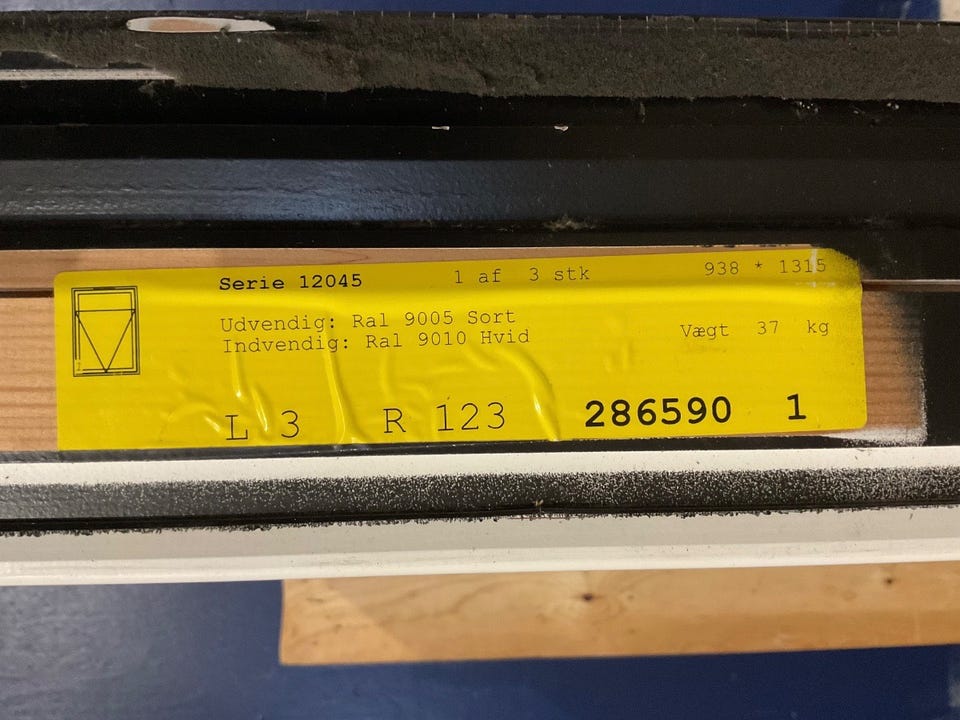 Serie 12045 1 af 3 stk 938 * 1315
Udvendig: Ral 9005 Sort
Indvendig: Ral 9010 Hvid Vægt 37 kg
L 3 R 123 286590 1